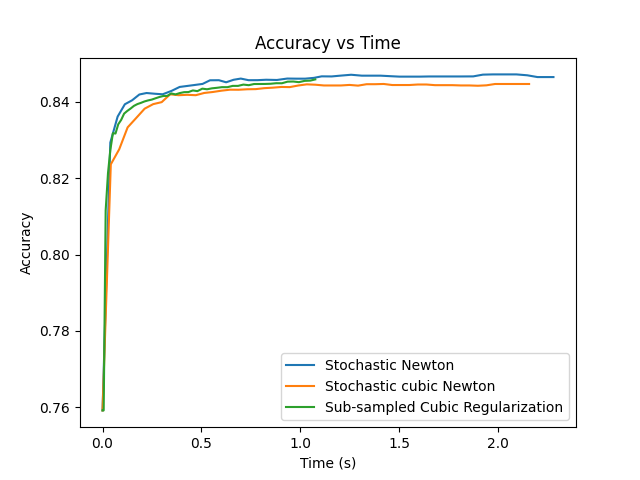 Accuracy vs Time
Accuracy
0.84
0.82
0.80
0.78
0.76
0.0
0.5
1.0
1.5
2.0
Time (s)
Stochastic Newton
Stochastic cubic Newton
Sub-sampled Cubic Regularization